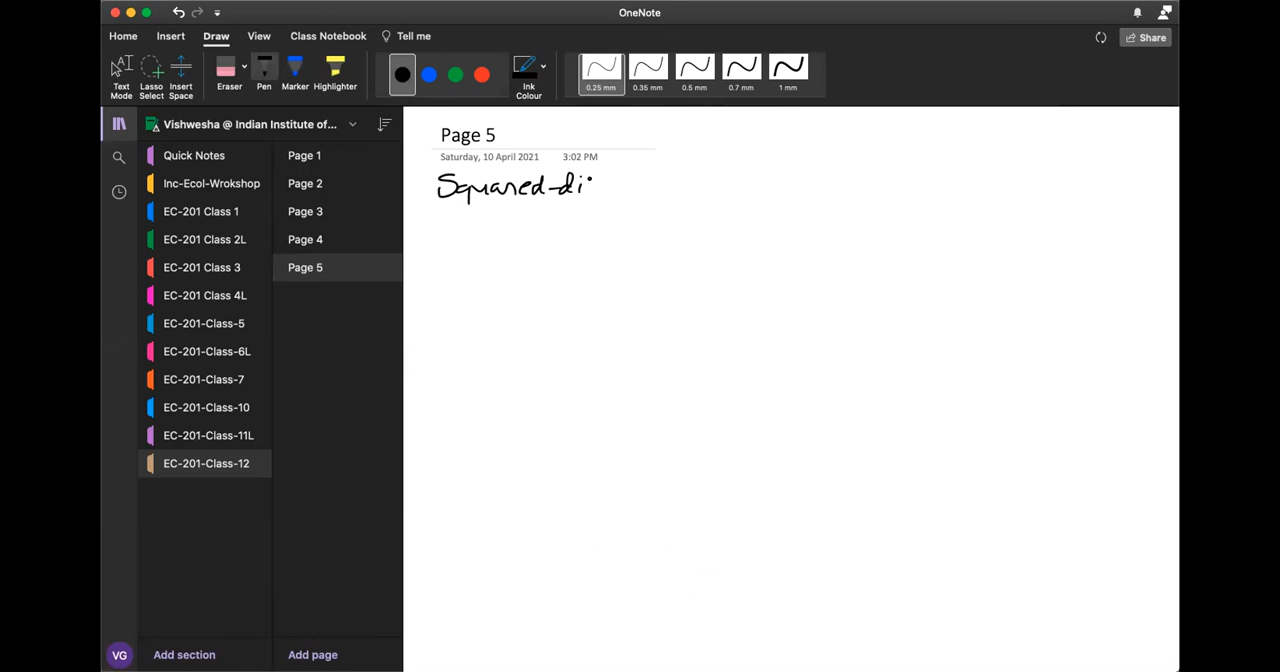 OneNote
Home Insert Draw View Class Notebook Tell me
Share
Text Mode
Lasso Select
Insert Space
Eraser
Pen
Marker
Highlighter
Ink Colour
0.25 mm
0.35 mm
0.5 mm
0.7 mm
1 mm
Vishwesha @ Indian Institute of...
Quick Notes
Inc-Ecol-Wrokshop
EC-201 Class 1
EC-201 Class 2L
EC-201 Class 3
EC-201 Class 4L
EC-201-Class-5
EC-201-Class-6L
EC-201-Class-7
EC-201-Class-10
EC-201-Class-11L
EC-201-Class-12
Page 1
Page 2
Page 3
Page 4
Page 5
Page 5
Saturday, 10 April 2021 3:02 PM
Squared-di
VG
Add section
Add page